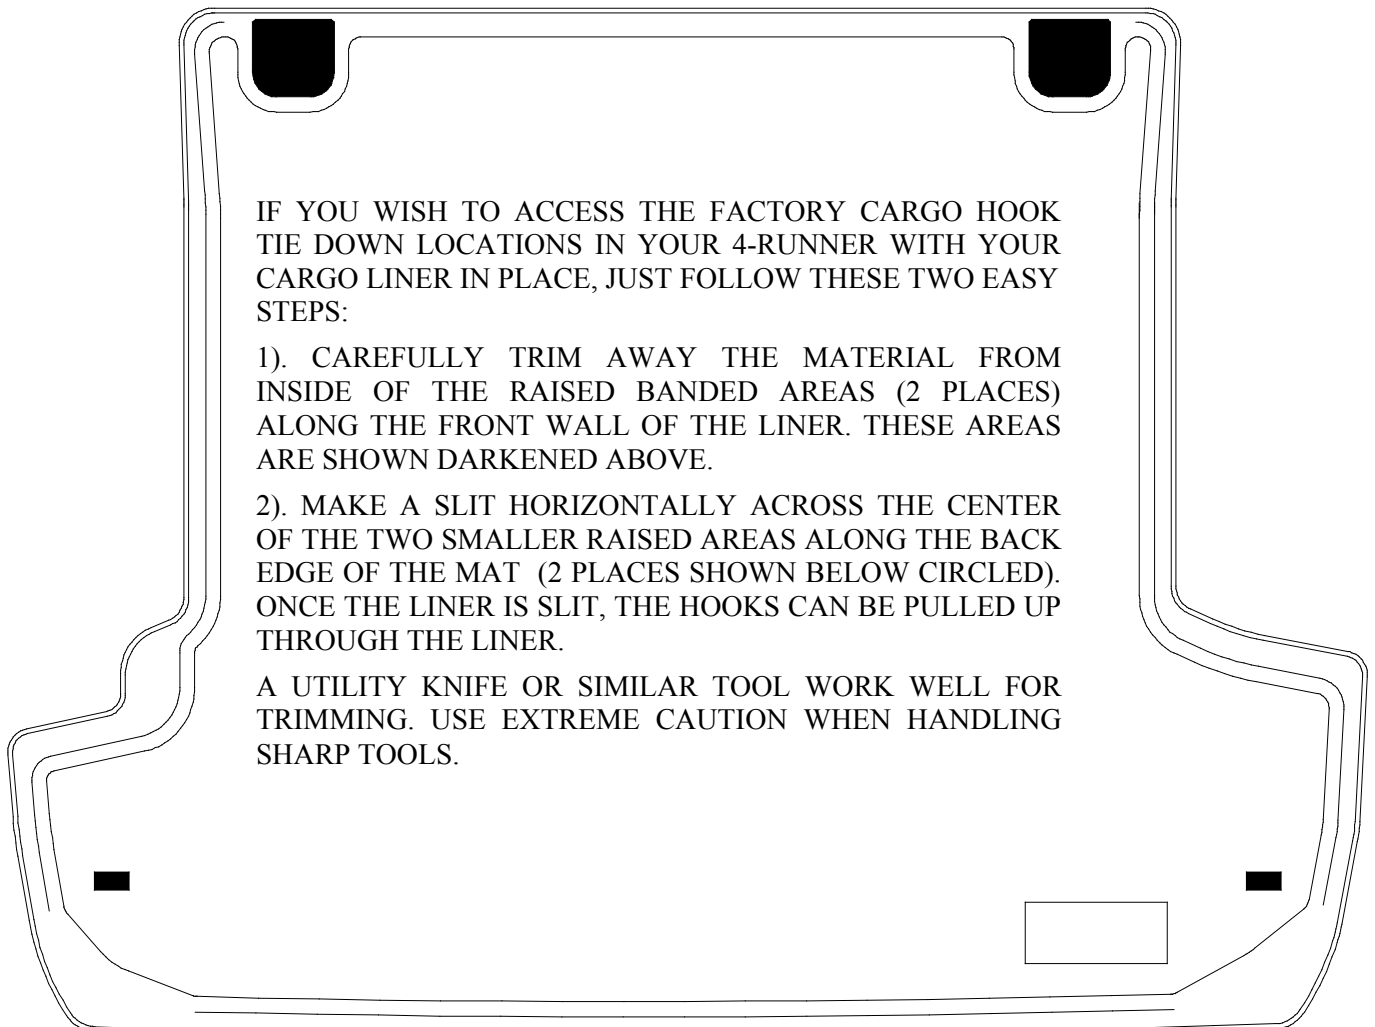 IF YOU WISH TO ACCESS THE FACTORY CARGO HOOK
TIE DOWN LOCATIONS IN YOUR 4-RUNNER WITH YOUR
CARGO LINER IN PLACE, JUST FOLLOW THESE TWO EASY
STEPS:
1). CAREFULLY TRIM AWAY THE MATERIAL FROM
INSIDE OF THE RAISED BANDED AREAS (2 PLACES)
ALONG THE FRONT WALL OF THE LINER. THESE AREAS
ARE SHOWN DARKENED ABOVE.
2). MAKE A SLIT HORIZONTALLY ACROSS THE CENTER
OF THE TWO SMALLER RAISED AREAS ALONG THE BACK
EDGE OF THE MAT (2 PLACES SHOWN BELOW CIRCLED).
ONCE THE LINER IS SLIT, THE HOOKS CAN BE PULLED UP
THROUGH THE LINER.
A UTILITY KNIFE OR SIMILAR TOOL WORK WELL FOR
TRIMMING. USE EXTREME CAUTION WHEN HANDLING
SHARP TOOLS.